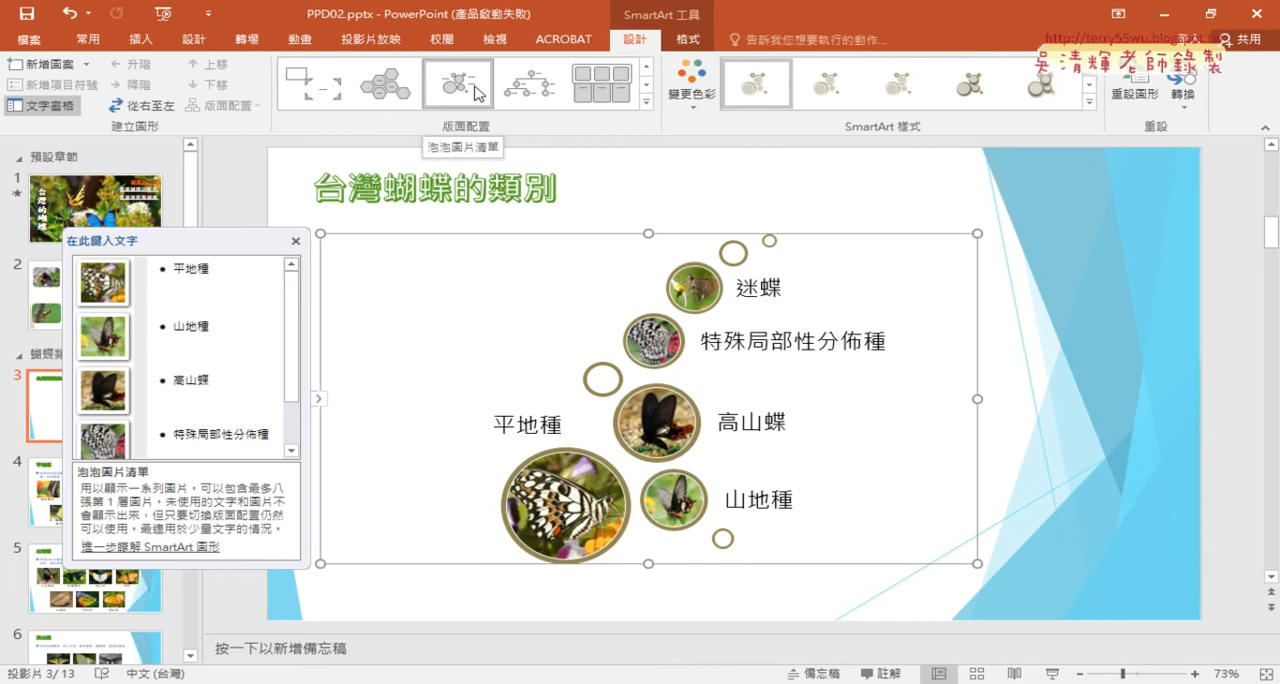 PPD02.pptx - PowerPoint (產品啟動失敗)
SmartArt 工具
檔案
常用
插入
設計
轉場
動畫
投影片放映
校閱
檢視
ACROBAT
設計
格式
告訴我您想要執行的動作...
登入
共用
http://terry55wu.blogspot.tw
吳清輝老師錄製
新增圖案
升階
上移
新增項目符號
降階
下移
文字窗格
從右至左
版面配置
建立圖形
版面配置
變更色彩
SmartArt 樣式
重設圖形
轉換
重設
泡泡圖片清單
預設章節
1
2
3
4
5
6
台灣的蝴蝶
台灣蝴蝶的類別
在此鍵入文字
平地種
山地種
高山蝶
特殊局部性分佈種
泡泡圖片清單
用以顯示一系列圖片。可以包含最多八
張第 1 層圖片。未使用的文字和圖片不
會顯示出來，但只要切換版面配置仍然
可以使用。最適用於少量文字的情況。
進一步瞭解 SmartArt 圖形
迷蝶
特殊局部性分佈種
平地種
高山蝶
山地種
按一下以新增備忘稿
投影片 3/ 13
中文 (台灣)
備忘稿
註解
73%